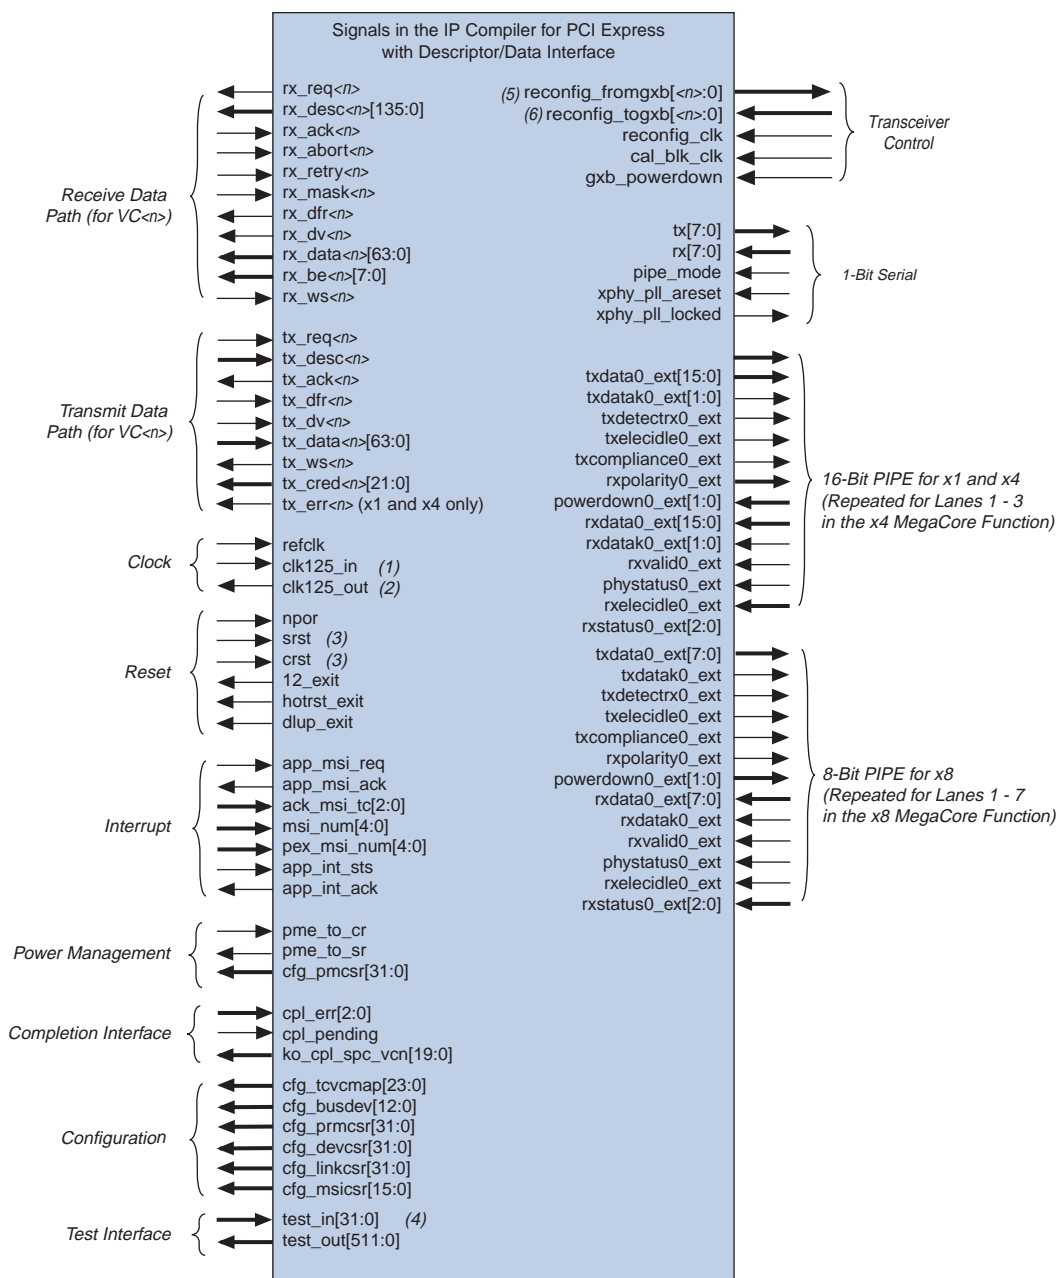 Signals in the IP Compiler for PCI Express
with Descriptor/Data Interface
Receive Data
Path (for VC<n>)
rx_req<n>
rx_desc<n>[135:0]
rx_ack<n>
rx_abort<n>
rx_retry<n>
rx_mask<n>
rx_dfr<n>
rx_dv<n>
rx_data<n>[63:0]
rx_be<n>[7:0]
rx_ws<n>
Transmit Data
Path (for VC<n>)
tx_req<n>
tx_desc<n>
tx_ack<n>
tx_dfr<n>
tx_dv<n>
tx_data<n>[63:0]
tx_ws<n>
tx_cred<n>[21:0]
tx_err<n> (x1 and x4 only)
Clock
refclk
clk125_in (1)
clk125_out (2)
Reset
npor
srst (3)
crst (3)
12_exit
hotrst_exit
dlup_exit
Interrupt
app_msi_req
app_msi_ack
ack_msi_tc[2:0]
msi_num[4:0]
pex_msi_num[4:0]
app_int_sts
app_int_ack
Power Management
pme_to_cr
pme_to_sr
cfg_pmcsr[31:0]
Completion Interface
cpl_err[2:0]
cpl_pending
ko_cpl_spc_vcn[19:0]
Configuration
cfg_tcvcmap[23:0]
cfg_busdev[12:0]
cfg_prmcsr[31:0]
cfg_devcsr[31:0]
cfg_linkcsr[31:0]
cfg_msicsr[15:0]
Test Interface
test_in[31:0] (4)
test_out[511:0]
(5) reconfig_fromgxb[<n>:0]
(6) reconfig_togxb[<n>:0]
reconfig_clk
cal_blk_clk
gxb_powerdown
Transceiver
Control
tx[7:0]
rx[7:0]
pipe_mode
xphy_pll_areset
xphy_pll_locked
1-Bit Serial
txdata0_ext[15:0]
txdatak0_ext[1:0]
txdetectrx0_ext
txelecidle0_ext
txcompliance0_ext
rxpolarity0_ext
powerdown0_ext[1:0]
rxdata0_ext[15:0]
rxdatak0_ext[1:0]
rxvalid0_ext
phystatus0_ext
rxelecidle0_ext
rxstatus0_ext[2:0]
16-Bit PIPE for x1 and x4
(Repeated for Lanes 1 - 3
in the x4 MegaCore Function)
txdata0_ext[7:0]
txdatak0_ext
txdetectrx0_ext
txelecidle0_ext
txcompliance0_ext
rxpolarity0_ext
powerdown0_ext[1:0]
rxdata0_ext[7:0]
rxdatak0_ext
rxvalid0_ext
phystatus0_ext
rxelecidle0_ext
rxstatus0_ext[2:0]
8-Bit PIPE for x8
(Repeated for Lanes 1 - 7
in the x8 MegaCore Function)